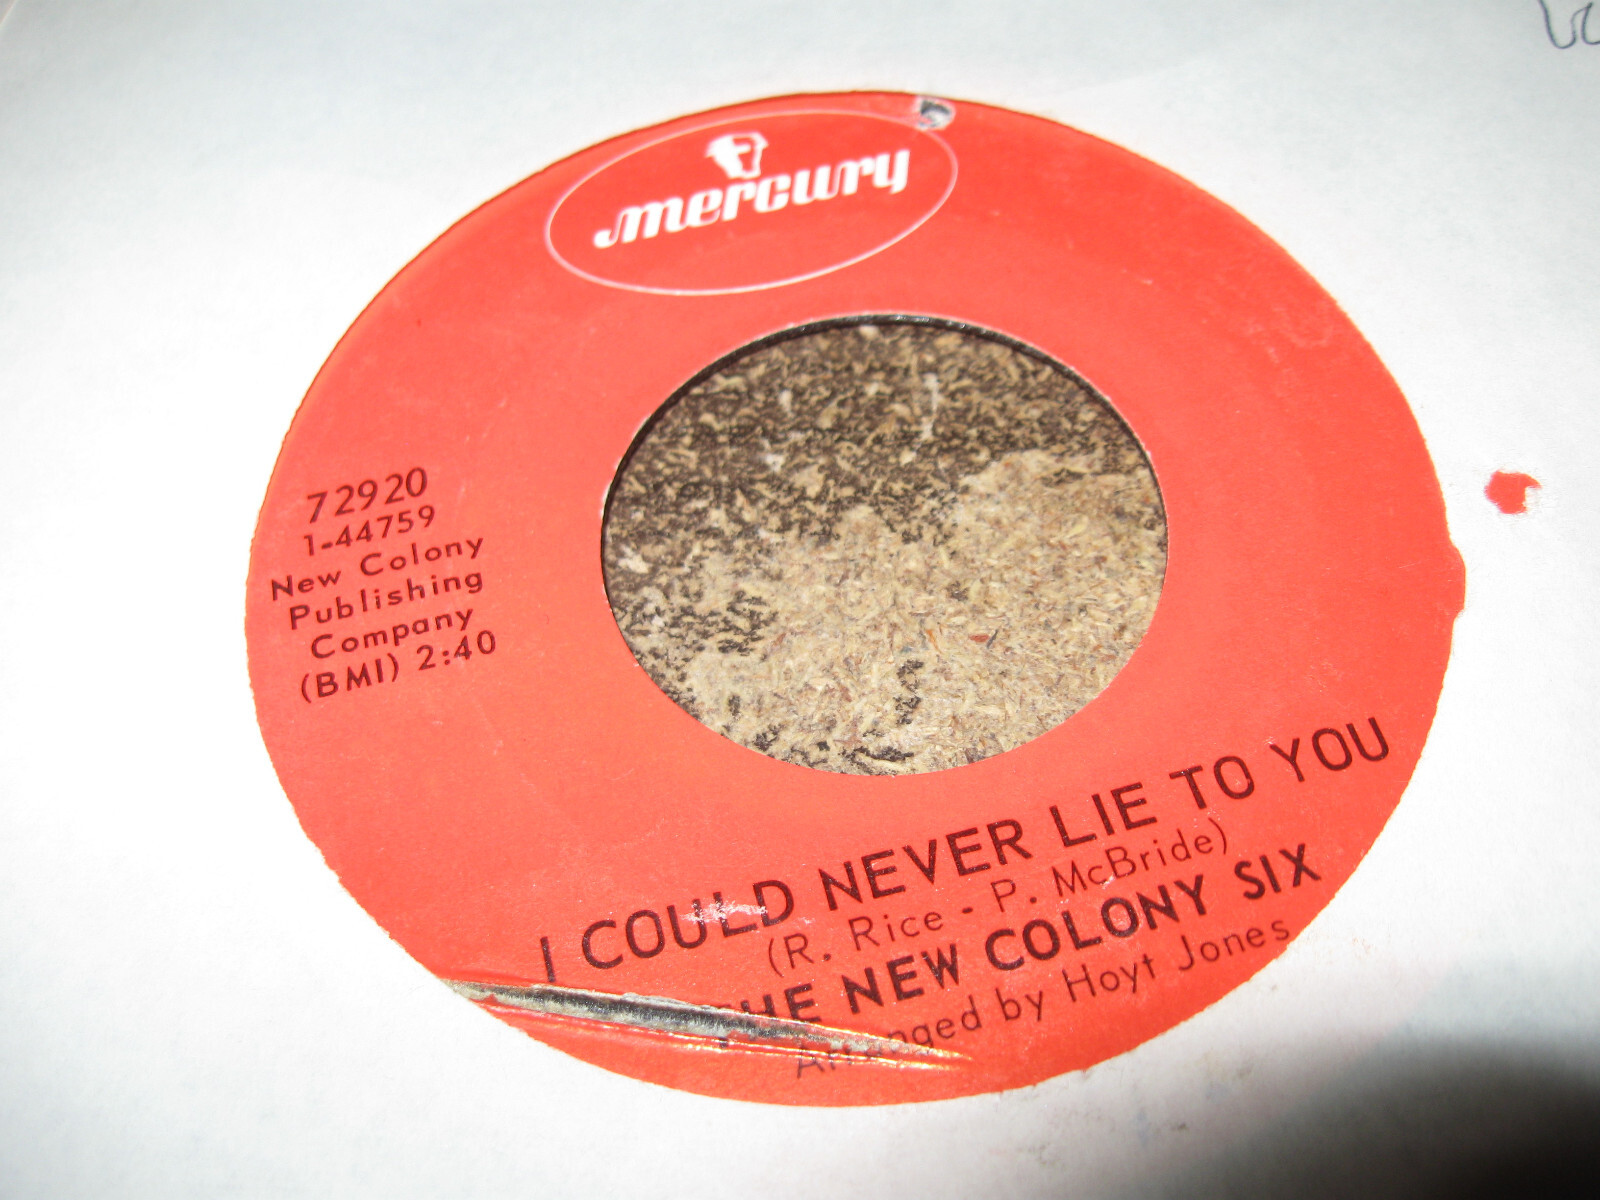 mercury
72920
1-44759
New Colony
Publishing
Company
(BMI) 2:40
I COULD NEVER LIE TO YOU
(R. Rice - P. McBride)
THE NEW COLONY SIX
Arranged by Hoyt Jones